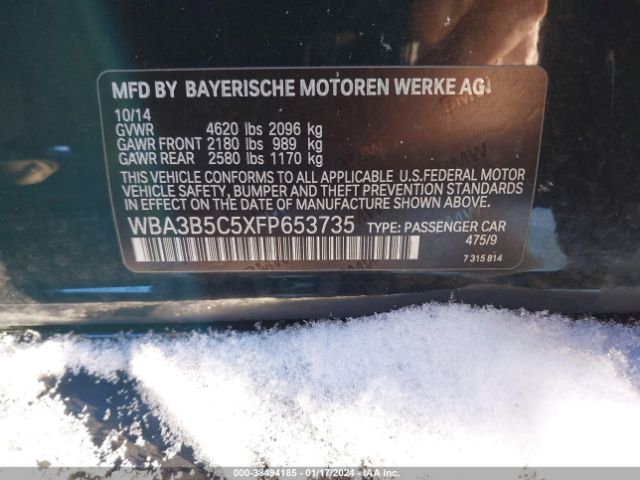 MFD BY BAYERISCHE MOTOREN WERKE AG
10/14
GVWR 4620 lbs 2096 kg
GAWR FRONT 2180 lbs 989 kg
GAWR REAR 2580 lbs 1170 kg
THIS VEHICLE CONFORMS TO ALL APPLICABLE U.S.FEDERAL MOTOR
VEHICLE SAFETY, BUMPER AND THEFT PREVENTION STANDARDS
IN EFFECT ON THE DATE OF MANUFACTURE SHOWN ABOVE.
WBA3B5C5XFP653735 TYPE: PASSENGER CAR
475/9
7 315 814
000-38494185 - 01/17/2024 - IAAI.CA